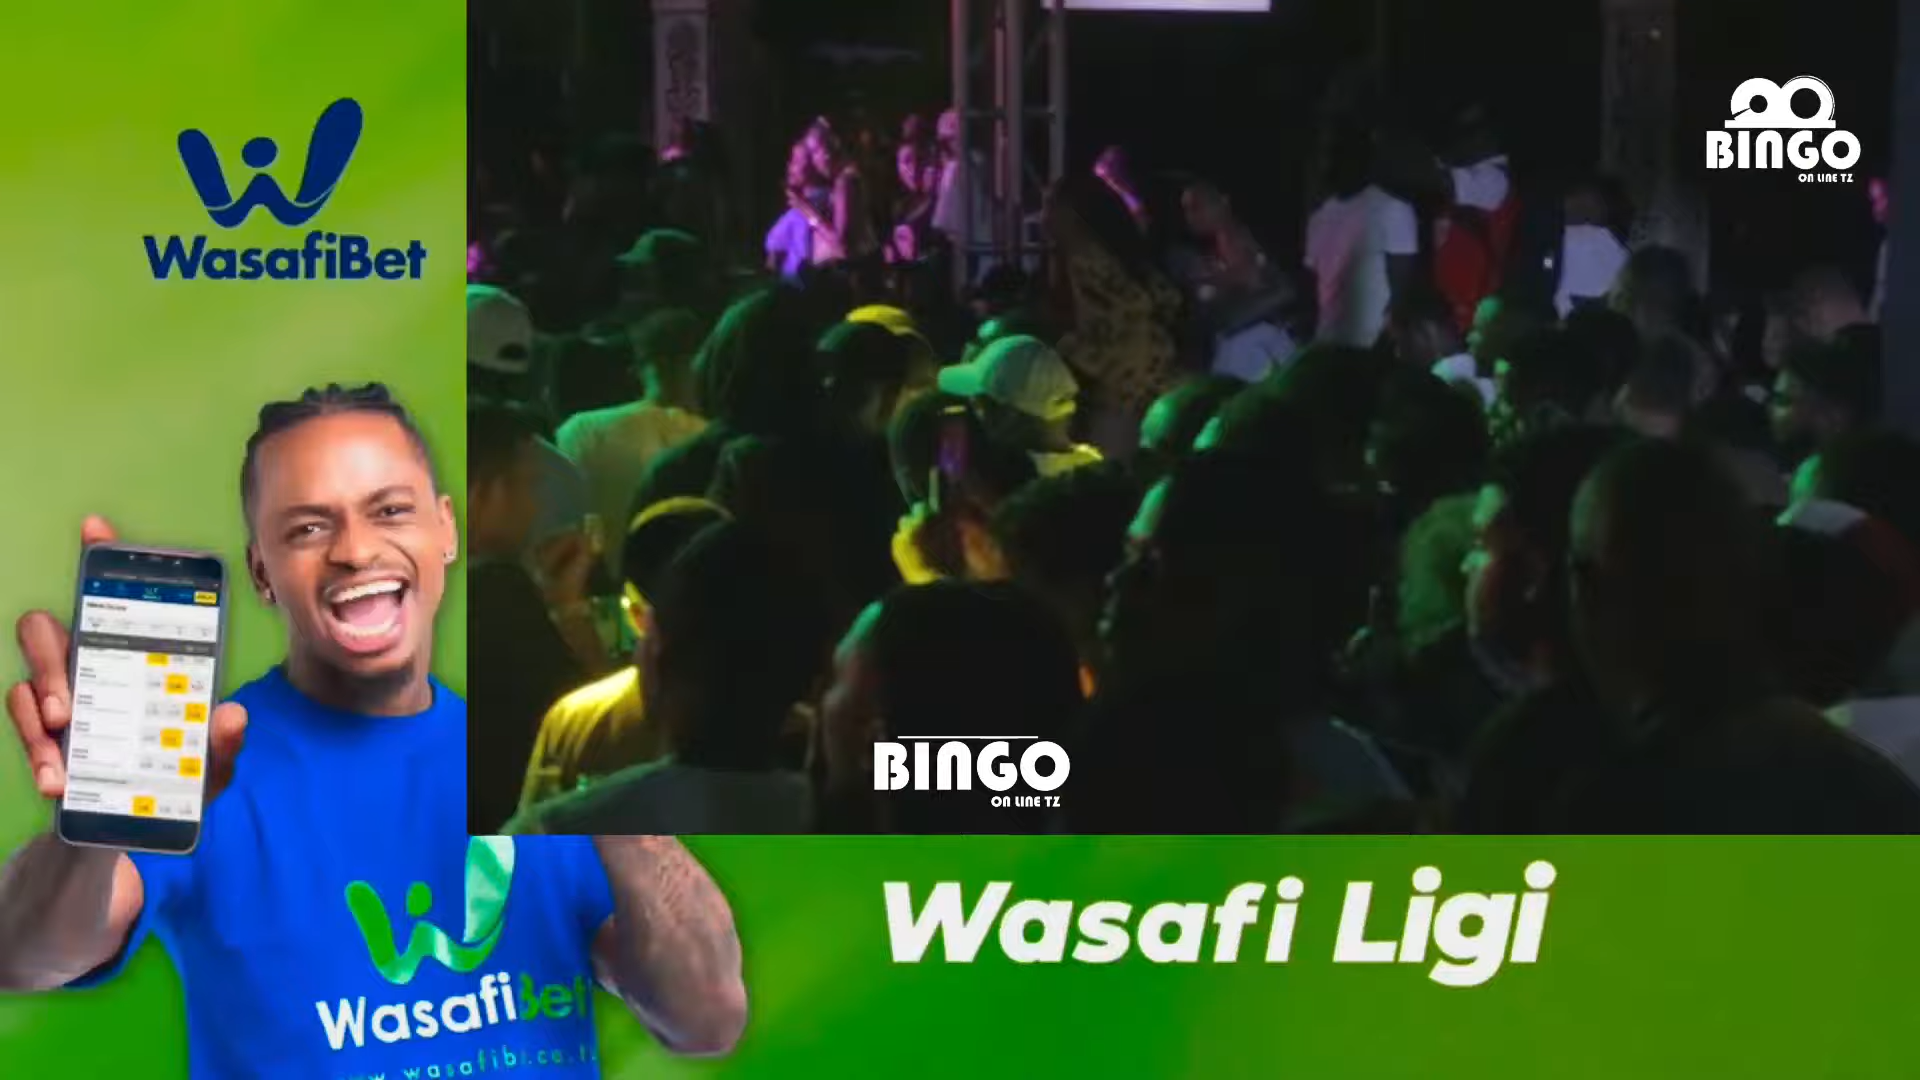 WasafiBet
BINGO
ON LINE TZ
BINGO
ON LINE TZ
Wasafi Ligi
WasafiBet